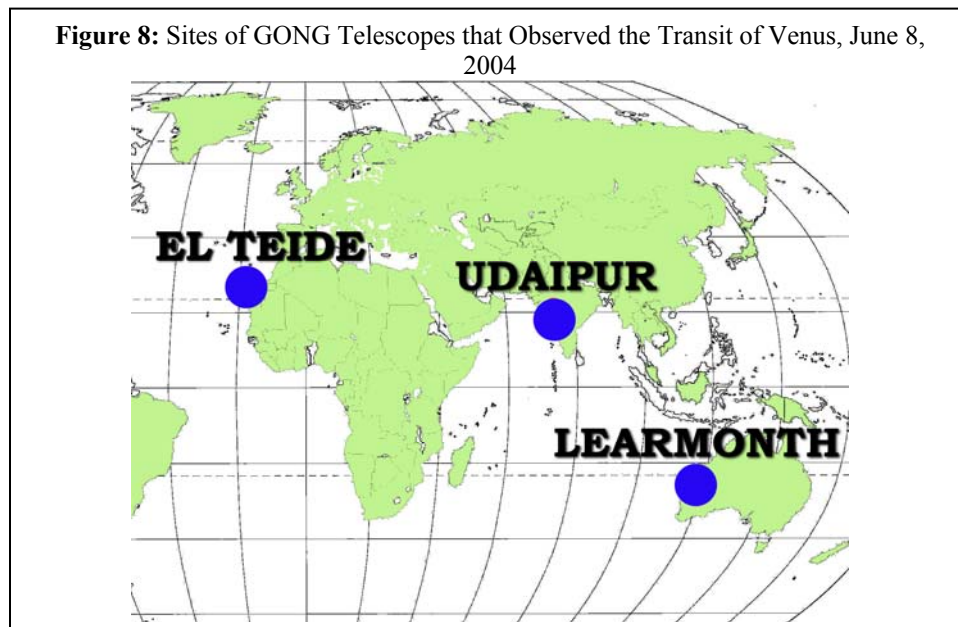 Figure 8: Sites of GONG Telescopes that Observed the Transit of Venus, June 8,
2004
EL TEIDE
UDAIPUR
LEARMONTH